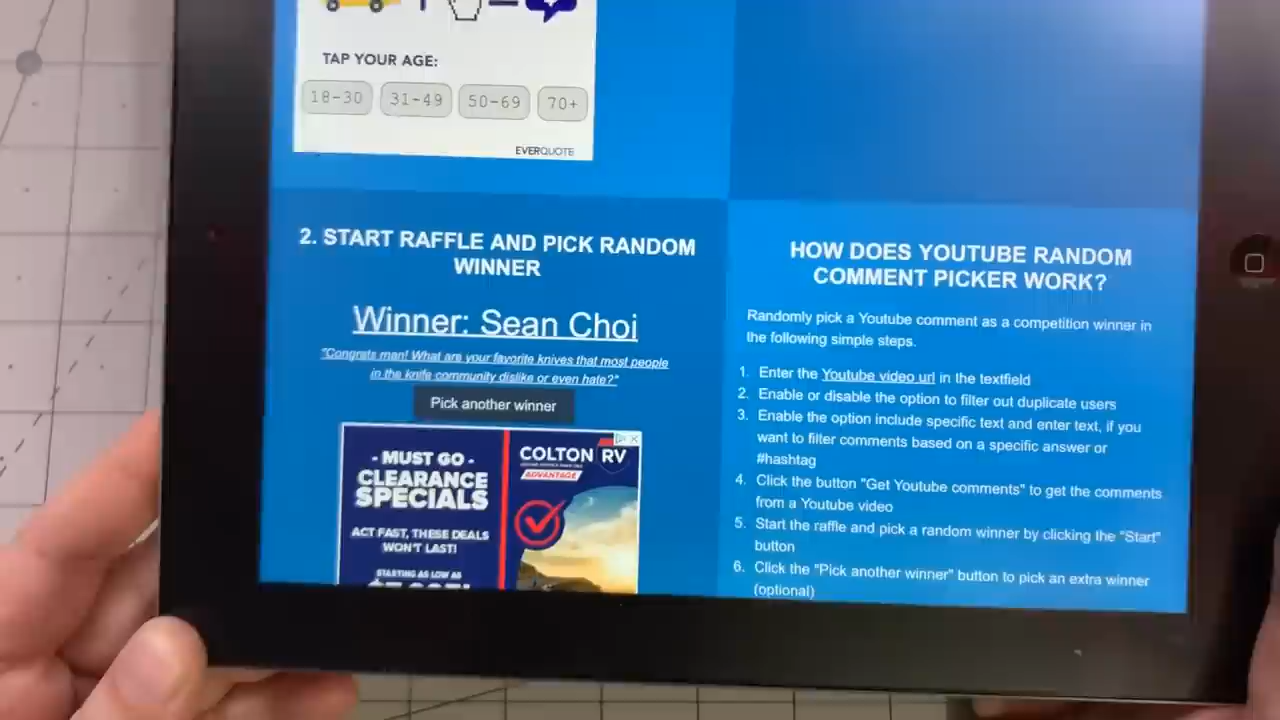 TAP YOUR AGE:
18-30 31-49 50-69 70+
EVERQUOTE
2. START RAFFLE AND PICK RANDOM
WINNER
Winner: Sean Choi
"Congrats man! What are your favorite knives that most people
in the knife community dislike or even hate?"
Pick another winner
- MUST GO -
CLEARANCE
SPECIALS
ACT FAST, THESE DEALS
WON'T LAST!
STARTING AS LOW AS
COLTON RV
ADVANTAGE
HOW DOES YOUTUBE RANDOM
COMMENT PICKER WORK?
Randomly pick a Youtube comment as a competition winner in
the following simple steps.
1. Enter the Youtube video url in the textfield
2. Enable or disable the option to filter out duplicate users
3. Enable the option include specific text and enter text, if you
want to filter comments based on a specific answer or
#hashtag
4. Click the button "Get Youtube comments" to get the comments
from a Youtube video
5. Start the raffle and pick a random winner by clicking the "Start"
button
6. Click the "Pick another winner" button to pick an extra winner
(optional)